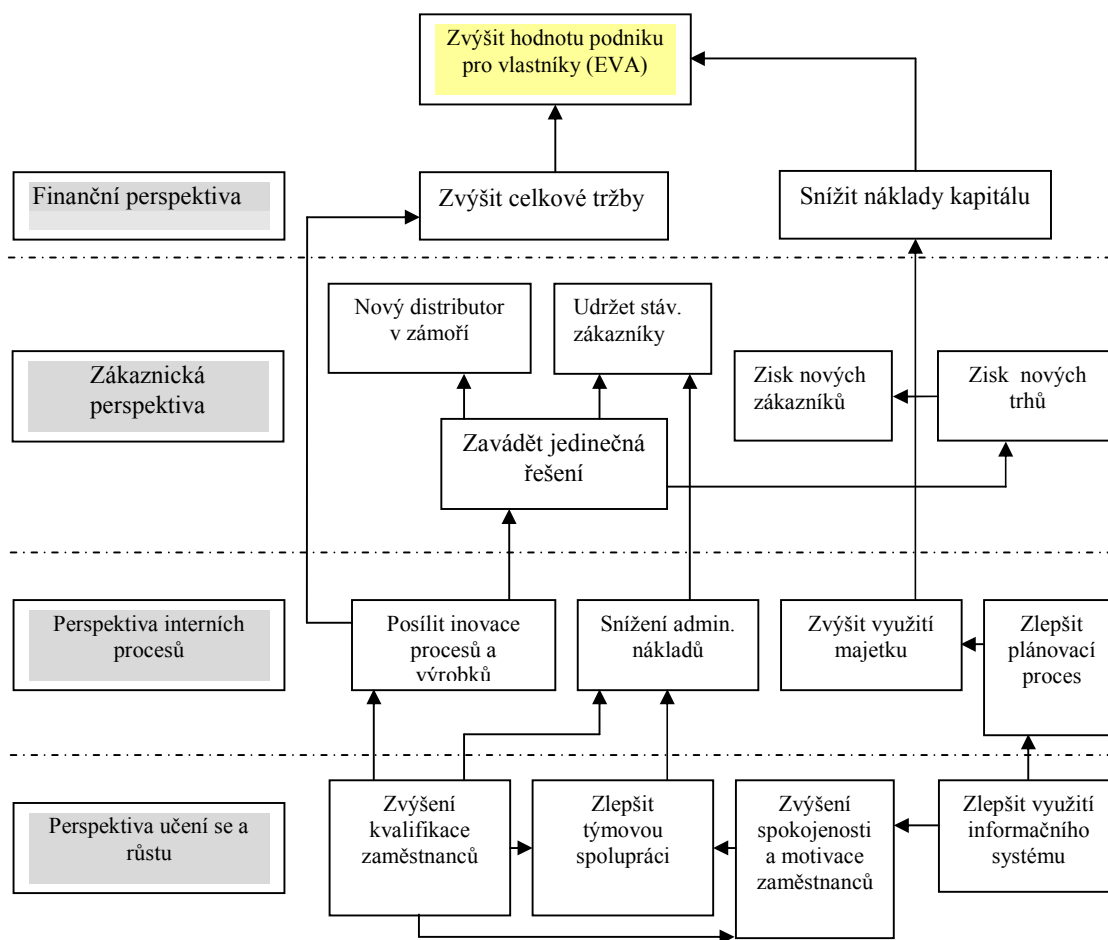 Zvýšit hodnotu podniku
pro vlastníky (EVA)
Finanční perspektiva
Zvýšit celkové tržby
Snížit náklady kapitálu
Nový distributor
v zámoří
Udržet stáv.
zákazníky
Zákaznická
perspektiva
Zisk nových
zákazníků
Zisk nových
trhů
Zavádět jedinečná
řešení
Perspektiva interních
procesů
Posílit inovace
procesů a
výrobků
Snížení admin.
nákladů
Zvýšit využití
majetku
Zlepšit
plánovací
proces
Perspektiva učení se a
růstu
Zvýšení
kvalifikace
zaměstnanců
Zlepšit
týmovou
spolupráci
Zvýšení
spokojenosti
a motivace
zaměstnanců
Zlepšit využití
informačního
systému